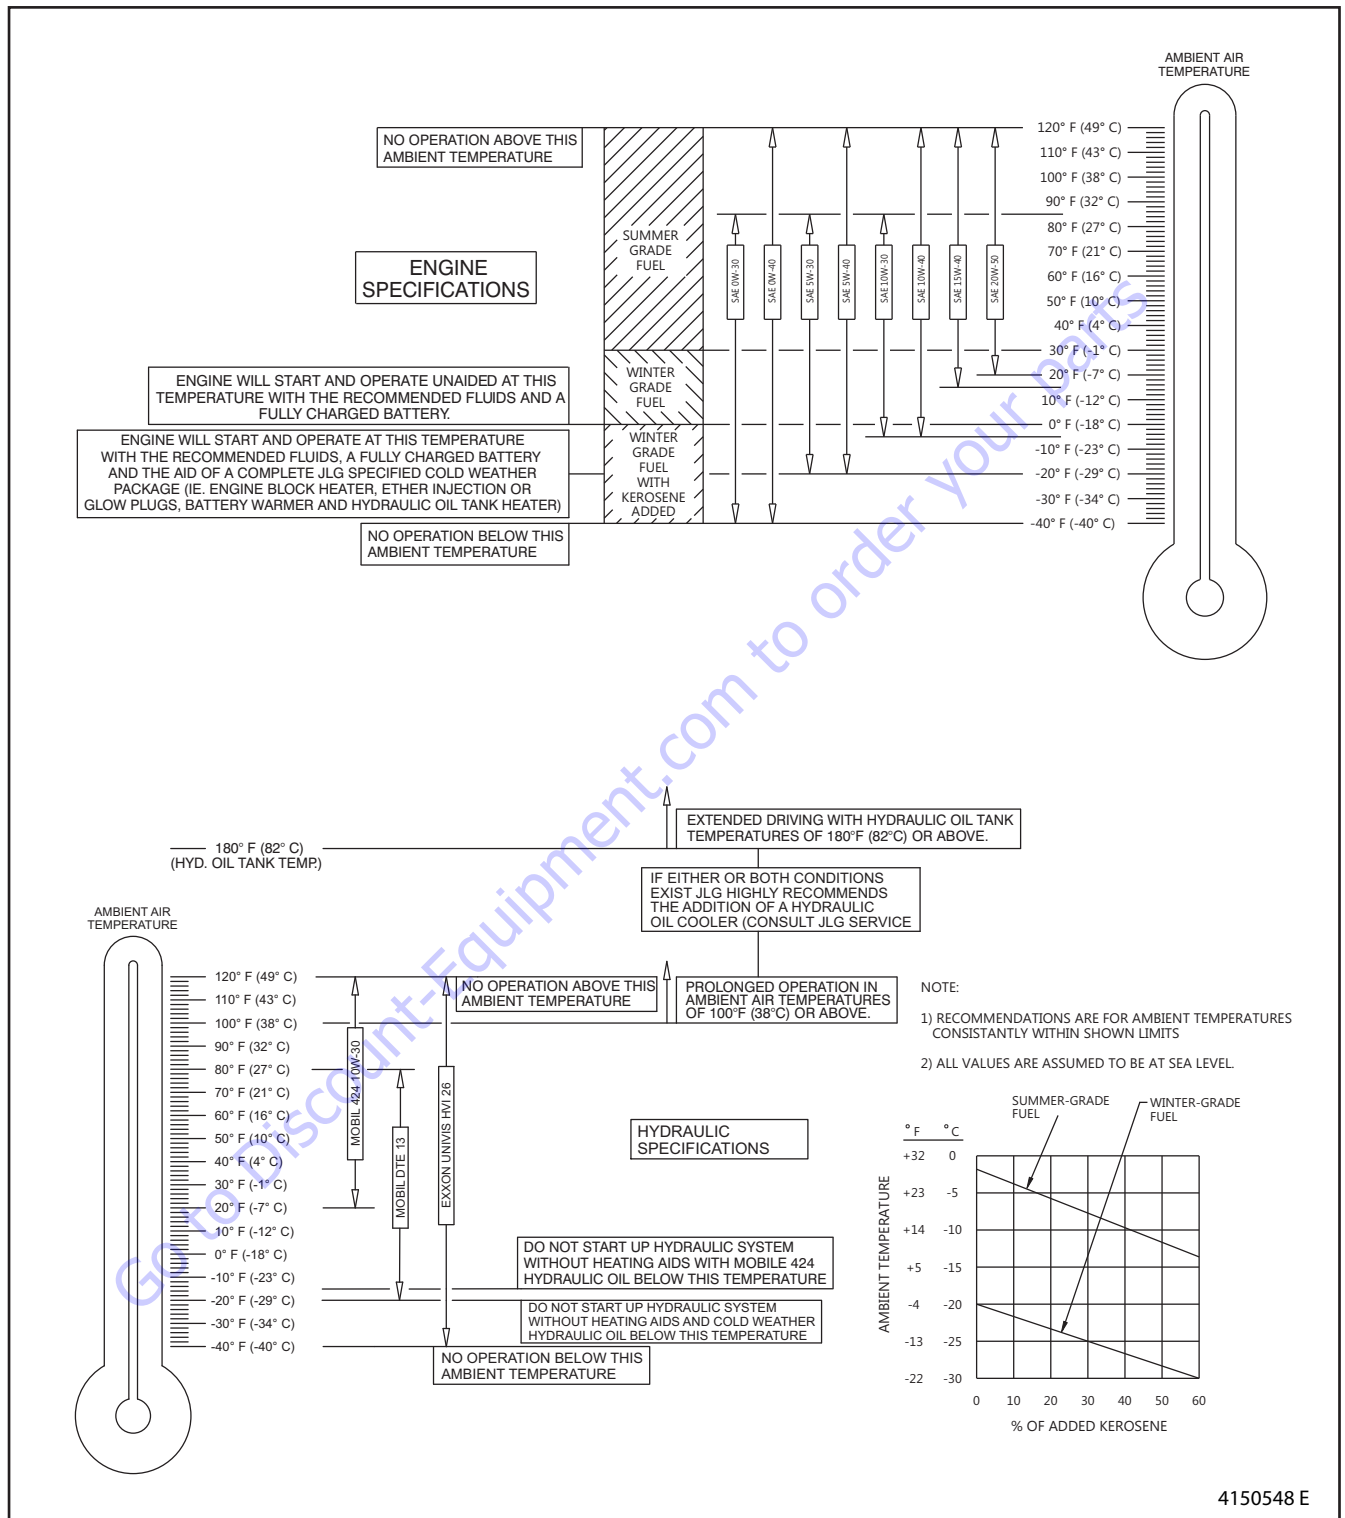 AMBIENT AIR
TEMPERATURE
NO OPERATION ABOVE THIS
AMBIENT TEMPERATURE
120° F (49° C)
110° F (43° C)
100° F (38° C)
90° F (32° C)
80° F (27° C)
70° F (21° C)
60° F (16° C)
50° F (10° C)
40° F (4° C)
30° F (-1° C)
20° F (-7° C)
10° F (-12° C)
0° F (-18° C)
-10° F (-23° C)
-20° F (-29° C)
-30° F (-34° C)
-40° F (-40° C)
SUMMER
GRADE
FUEL
SAE 0W-30
SAE 0W-40
SAE 5W-30
SAE 5W-40
SAE 10W-30
SAE 10W-40
SAE 15W-40
SAE 20W-50
ENGINE
SPECIFICATIONS
WINTER
GRADE
FUEL
ENGINE WILL START AND OPERATE UNAIDED AT THIS
TEMPERATURE WITH THE RECOMMENDED FLUIDS AND A
FULLY CHARGED BATTERY.
ENGINE WILL START AND OPERATE AT THIS TEMPERATURE
WITH THE RECOMMENDED FLUIDS, A FULLY CHARGED BATTERY
AND THE AID OF A COMPLETE JLG SPECIFIED COLD WEATHER
PACKAGE (IE. ENGINE BLOCK HEATER, ETHER INJECTION OR
GLOW PLUGS, BATTERY WARMER AND HYDRAULIC OIL TANK HEATER)
WINTER
GRADE
FUEL
WITH
KEROSENE
ADDED
NO OPERATION BELOW THIS
AMBIENT TEMPERATURE
Go to Discount-Equipment.com to order your parts
EXTENDED DRIVING WITH HYDRAULIC OIL TANK
TEMPERATURES OF 180°F (82°C) OR ABOVE.
180° F (82° C)
(HYD. OIL TANK TEMP.)
IF EITHER OR BOTH CONDITIONS
EXIST JLG HIGHLY RECOMMENDS
THE ADDITION OF A HYDRAULIC
OIL COOLER (CONSULT JLG SERVICE
AMBIENT AIR
TEMPERATURE
120° F (49° C)
110° F (43° C)
100° F (38° C)
90° F (32° C)
80° F (27° C)
70° F (21° C)
60° F (16° C)
50° F (10° C)
40° F (4° C)
30° F (-1° C)
20° F (-7° C)
10° F (-12° C)
0° F (-18° C)
-10° F (-23° C)
-20° F (-29° C)
-30° F (-34° C)
-40° F (-40° C)
MOBIL 424 10W-30
MOBIL DTE 13
EXXON UNIVIS HVI 26
NO OPERATION ABOVE THIS
AMBIENT TEMPERATURE
PROLONGED OPERATION IN
AMBIENT AIR TEMPERATURES
OF 100°F (38°C) OR ABOVE.
NOTE:
1) RECOMMENDATIONS ARE FOR AMBIENT TEMPERATURES
CONSISTANTLY WITHIN SHOWN LIMITS
2) ALL VALUES ARE ASSUMED TO BE AT SEA LEVEL.
HYDRAULIC
SPECIFICATIONS
DO NOT START UP HYDRAULIC SYSTEM
WITHOUT HEATING AIDS WITH MOBILE 424
HYDRAULIC OIL BELOW THIS TEMPERATURE
DO NOT START UP HYDRAULIC SYSTEM
WITHOUT HEATING AIDS AND COLD WEATHER
HYDRAULIC OIL BELOW THIS TEMPERATURE
NO OPERATION BELOW THIS
AMBIENT TEMPERATURE
SUMMER-GRADE
FUEL
WINTER-GRADE
FUEL
°F °C
+32 0
+23 -5
+14 -10
+5 -15
-4 -20
-13 -25
-22 -30
AMBIENT TEMPERATURE
0 10 20 30 40 50 60
% OF ADDED KEROSENE
4150548 E